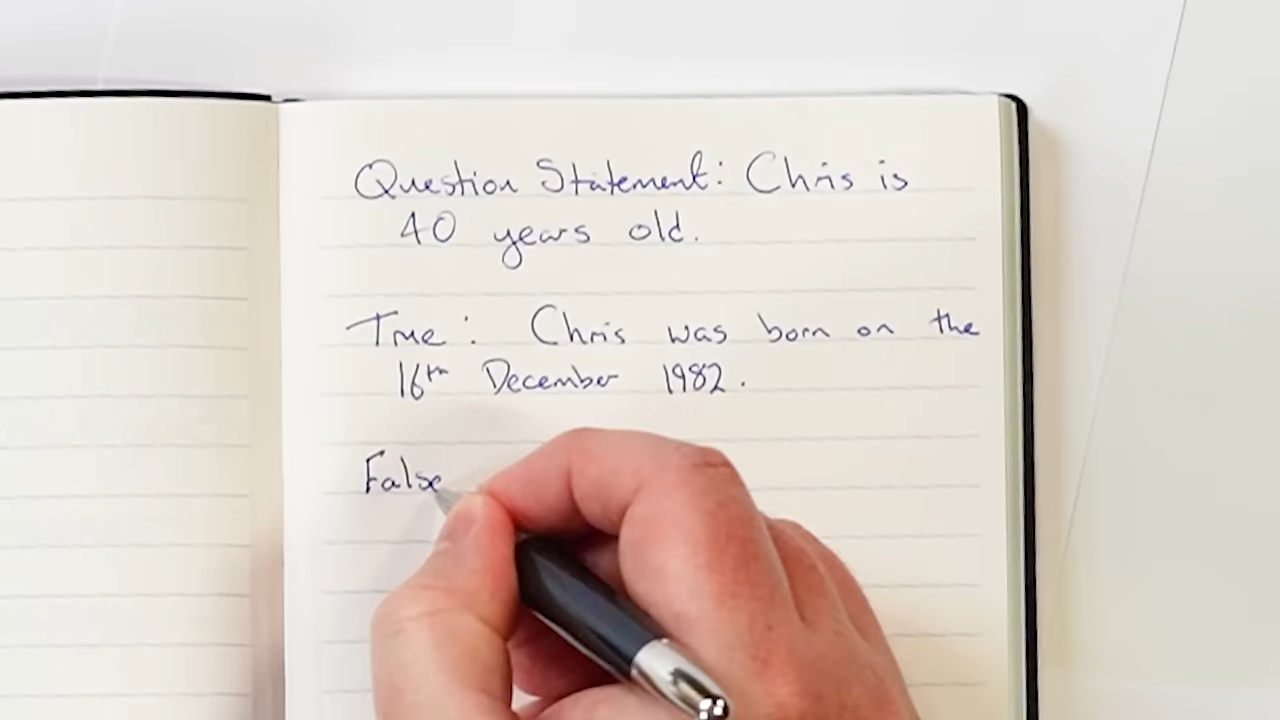 Question Statement: Chris is
40 years old.
True: Chris was born on the
16th December 1982.
False